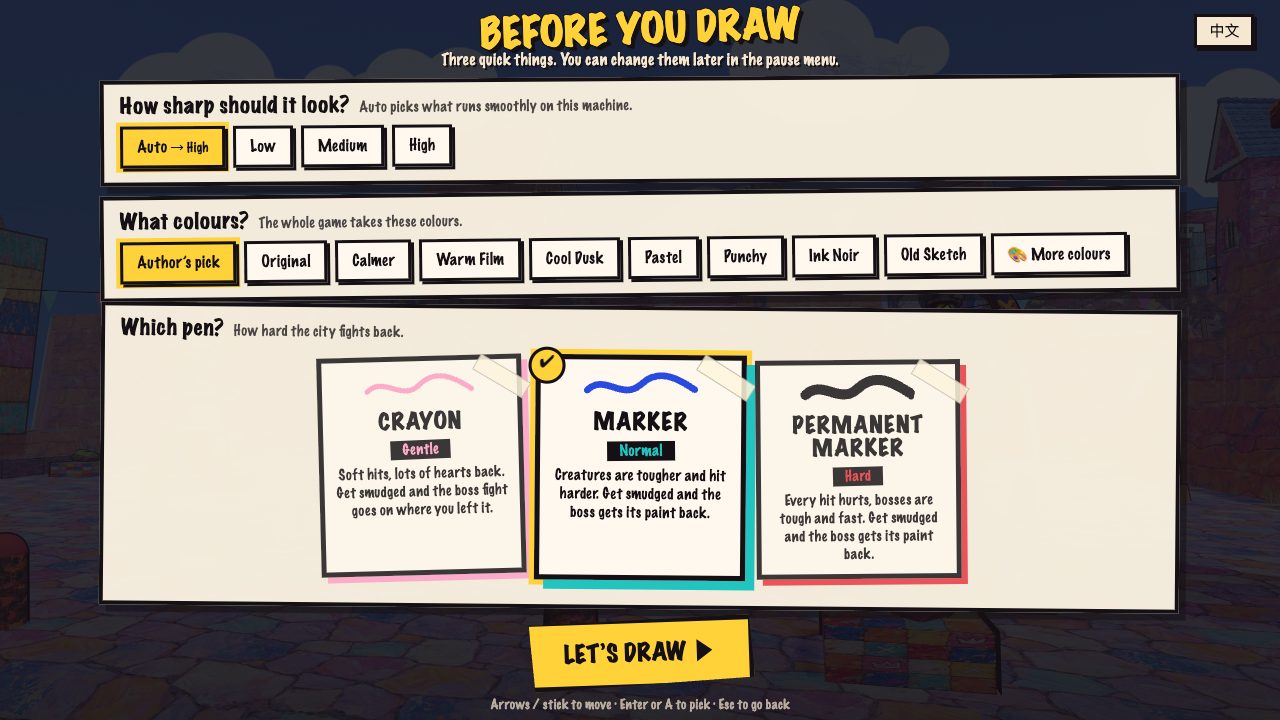 BEFORE YOU DRAW
中文
Three quick things. You can change them later in the pause menu.
How sharp should it look? Auto picks what runs smoothly on this machine.
Auto → High Low Medium High
What colours? The whole game takes these colours.
Author's pick Original Calmer Warm Film Cool Dusk Pastel Punchy Ink Noir Old Sketch More colours
Which pen? How hard the city fights back.
CRAYON
Gentle
Soft hits, lots of hearts back.
Get smudged and the boss fight
goes on where you left it.
MARKER
Normal
Creatures are tougher and hit
harder. Get smudged and the
boss gets its paint back.
PERMANENT
MARKER
Hard
Every hit hurts, bosses are
tough and fast. Get smudged
and the boss gets its paint
back.
LET'S DRAW
Arrows / stick to move · Enter or A to pick · Esc to go back